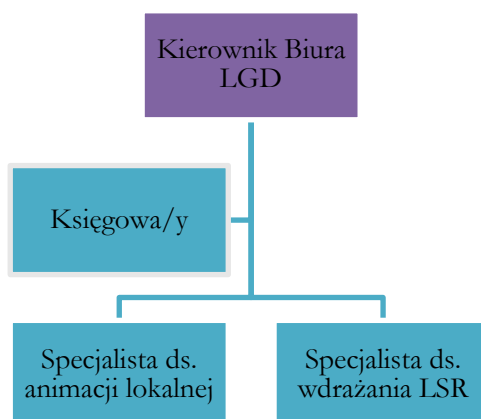 Kierownik Biura
LGD
Księgowa/y
Specjalista ds.
animacji lokalnej
Specjalista ds.
wdrażania LSR